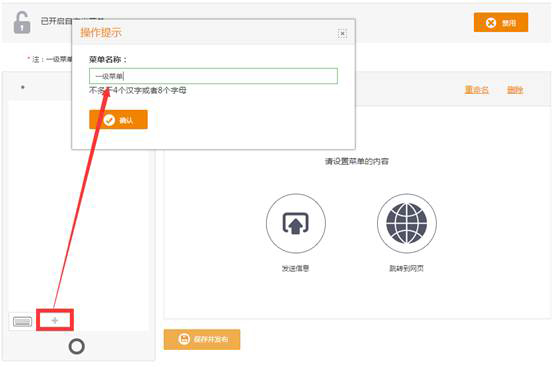 已开启自定义菜单
禁用
操作提示
* 注：一级菜单
菜单名称：
一级菜单
不多于4个汉字或者8个字母
确认
重命名 删除
请设置菜单的内容
发送信息 跳转到网页
保存并发布